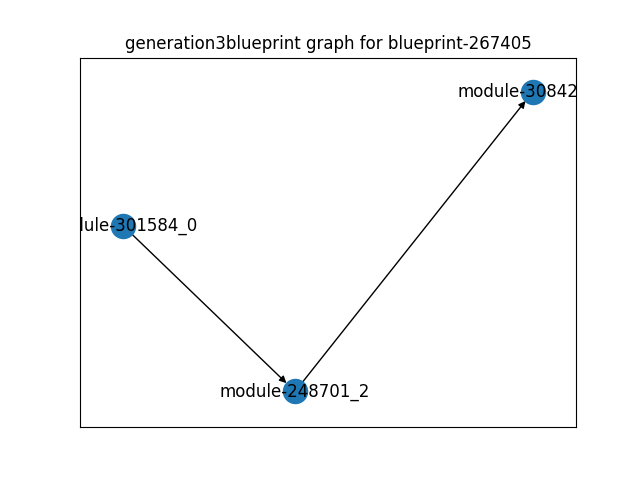 generation3blueprint graph for blueprint-267405
module-30842
lule-301584_0
module-248701_2